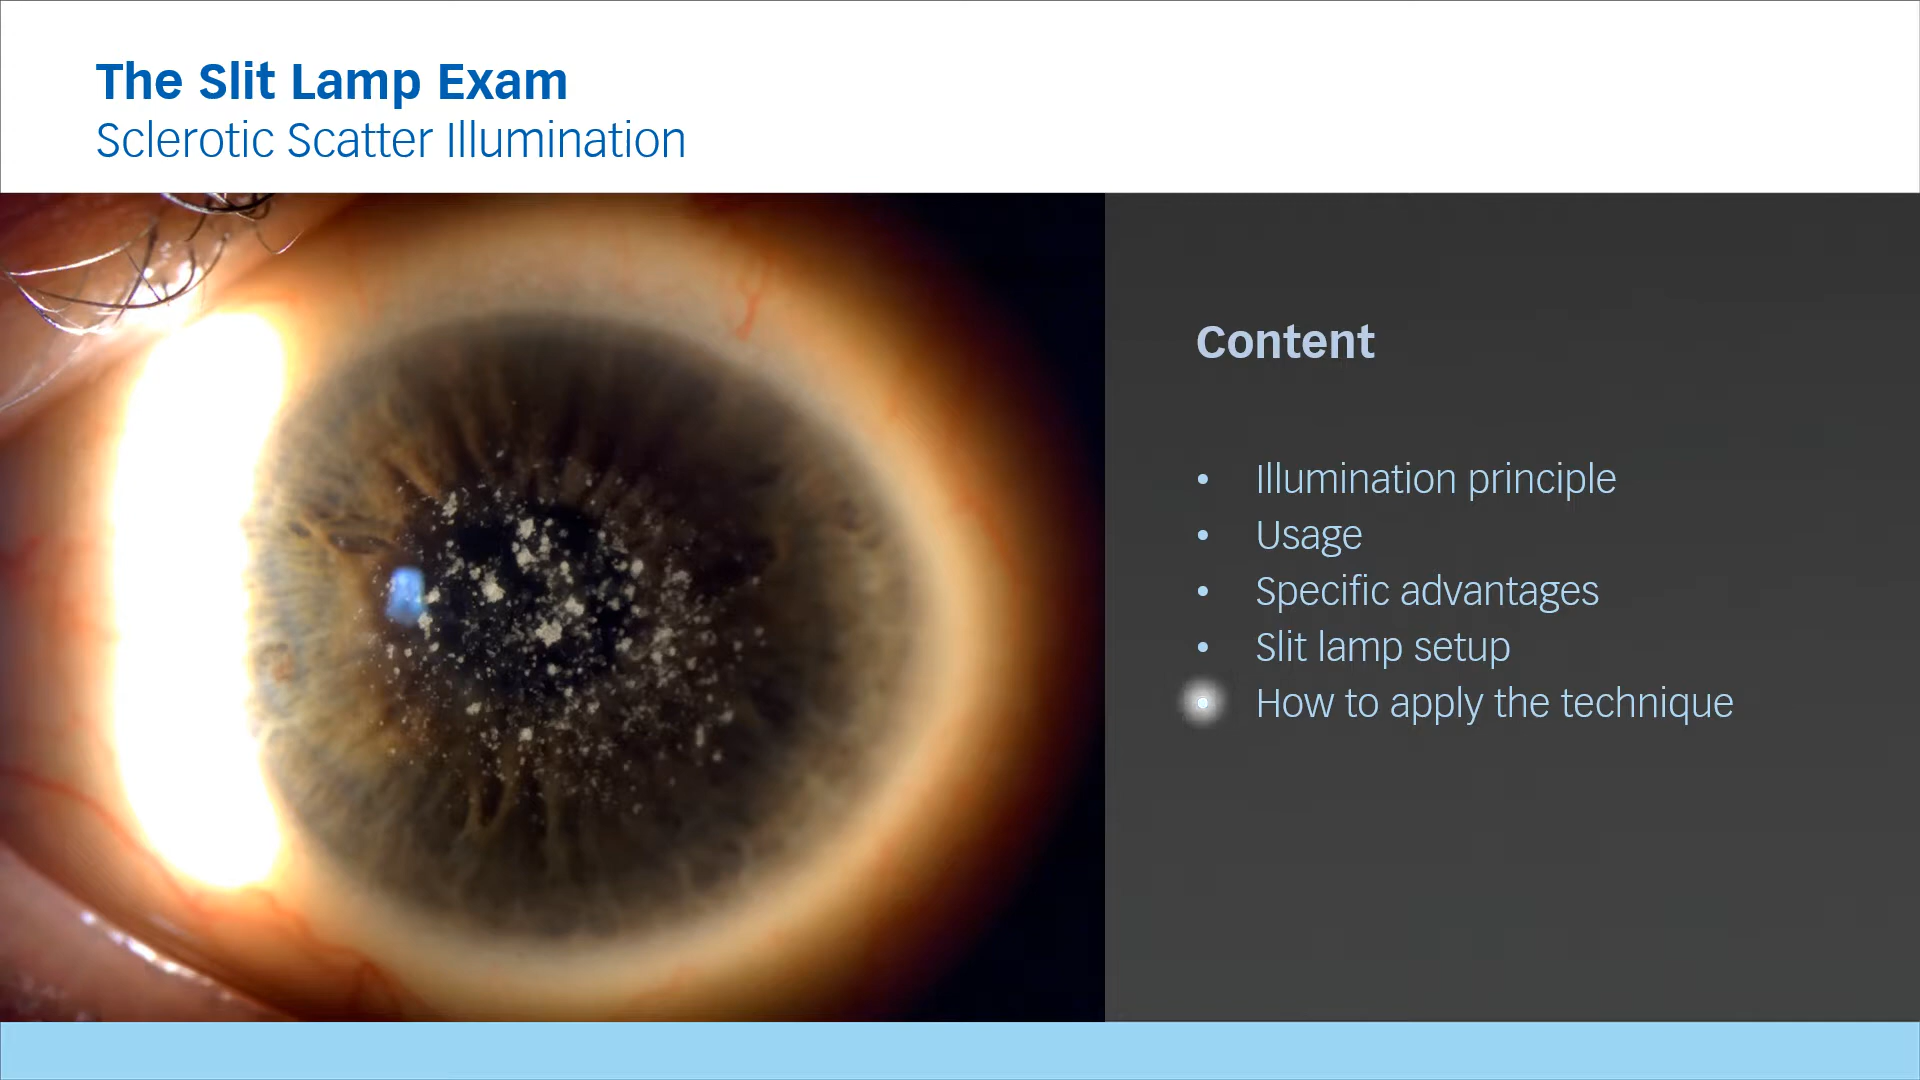 The Slit Lamp Exam
Sclerotic Scatter Illumination
Content
• Illumination principle
• Usage
• Specific advantages
• Slit lamp setup
• How to apply the technique